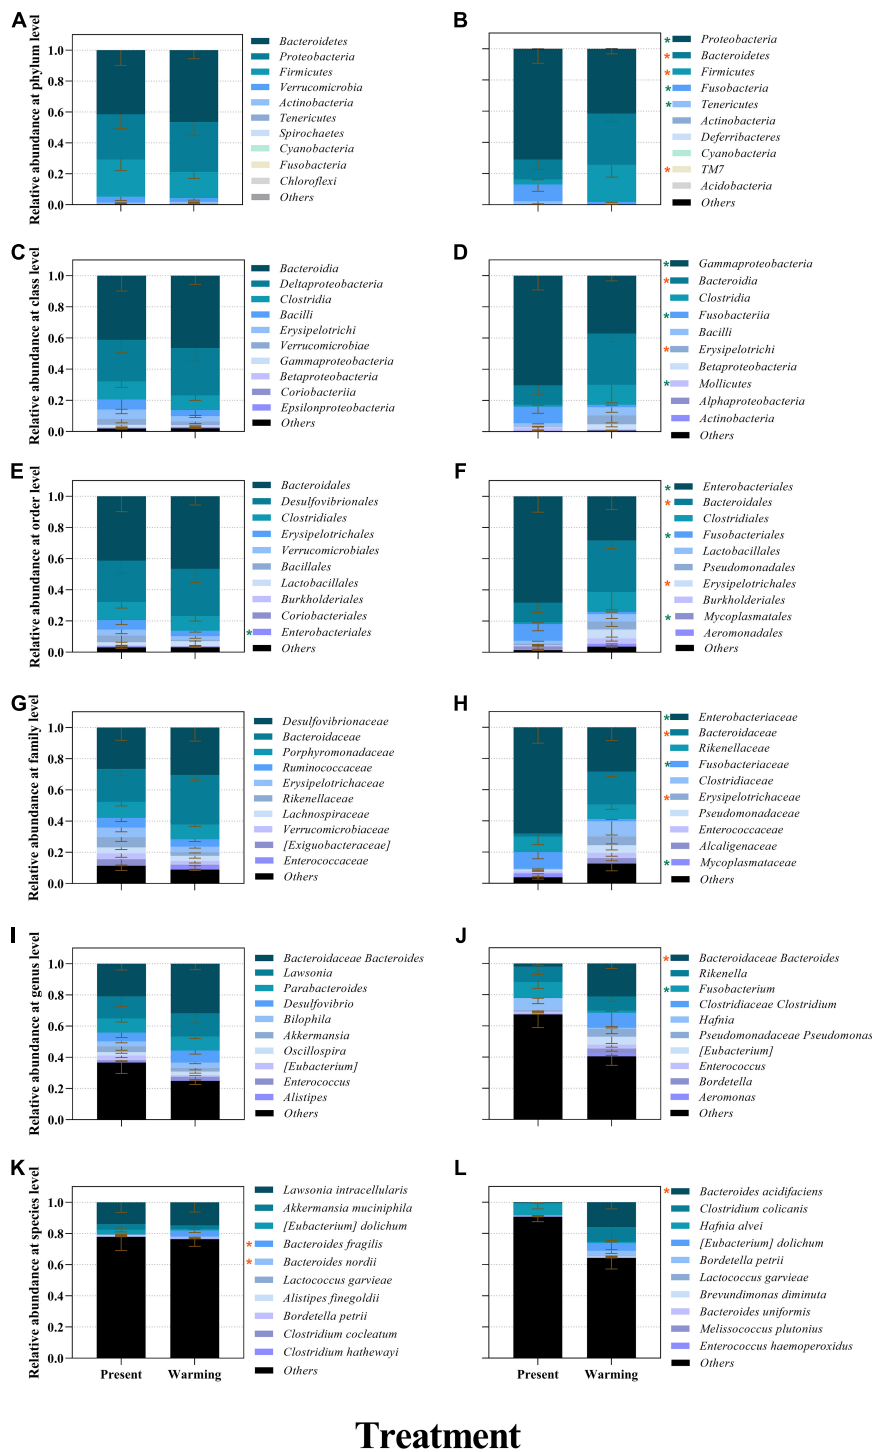 A
Relative abundance at phylum level
1.0
0.8
0.6
0.4
0.2
0.0
Bacteroidetes
Proteobacteria
Firmicutes
Verrucomicrobia
Actinobacteria
Tenericutes
Spirochaetes
Cyanobacteria
Fusobacteria
Chloroflexi
Others
B
* Proteobacteria
* Bacteroidetes
* Firmicutes
* Fusobacteria
* Tenericutes
Actinobacteria
Deferribacteres
Cyanobacteria
* TM7
Acidobacteria
Others
C
Relative abundance at class level
1.0
0.8
0.6
0.4
0.2
0.0
Bacteroidia
Deltaproteobacteria
Clostridia
Bacilli
Erysipelotrichi
Verrucomicrobiae
Gammaproteobacteria
Betaproteobacteria
Coriobacteriia
Epsilonproteobacteria
Others
D
* Gammaproteobacteria
* Bacteroidia
Clostridia
* Fusobacteriia
Bacilli
* Erysipelotrichi
Betaproteobacteria
* Mollicutes
Alphaproteobacteria
Actinobacteria
Others
E
Relative abundance at order level
1.0
0.8
0.6
0.4
0.2
0.0
Bacteroidales
Desulfovibrionales
Clostridiales
Erysipelotrichales
Verrucomicrobiales
Bacillales
Lactobacillales
Burkholderiales
Coriobacteriales
* Enterobacteriales
Others
F
* Enterobacteriales
* Bacteroidales
Clostridiales
* Fusobacteriales
Lactobacillales
Pseudomonadales
* Erysipelotrichales
Burkholderiales
* Mycoplasmatales
Aeromonadales
Others
G
Relative abundance at family level
1.0
0.8
0.6
0.4
0.2
0.0
Desulfovibrionaceae
Bacteroidaceae
Porphyromonadaceae
Ruminococcaceae
Erysipelotrichaceae
Rikenellaceae
Lachnospiraceae
Verrucomicrobiaceae
[Exiguobacteraceae]
Enterococcaceae
Others
H
* Enterobacteriaceae
* Bacteroidaceae
Rikenellaceae
* Fusobacteriaceae
Clostridiaceae
* Erysipelotrichaceae
Pseudomonadaceae
Enterococcaceae
Alcaligenaceae
* Mycoplasmataceae
Others
I
Relative abundance at genus level
1.0
0.8
0.6
0.4
0.2
0.0
Bacteroidaceae Bacteroides
Lawsonia
Parabacteroides
Desulfovibrio
Bilophila
Akkermansia
Oscillospira
[Eubacterium]
Enterococcus
Alistipes
Others
J
* Bacteroidaceae Bacteroides
Rikenella
* Fusobacterium
Clostridiaceae Clostridium
Hafnia
Pseudomonadaceae Pseudomonas
[Eubacterium]
Enterococcus
Bordetella
Aeromonas
Others
K
Relative abundance at species level
1.0
0.8
0.6
0.4
0.2
0.0
Present
Warming
Lawsonia intracellularis
Akkermansia muciniphila
[Eubacterium] dolichum
* Bacteroides fragilis
* Bacteroides nordii
Lactococcus garvieae
Alistipes finegoldii
Bordetella petrii
Clostridium cocleatum
Clostridium hathewayi
Others
L
Present
Warming
* Bacteroides acidifaciens
Clostridium colicanis
Hafnia alvei
[Eubacterium] dolichum
Bordetella petrii
Lactococcus garvieae
Brevundimonas diminuta
Bacteroides uniformis
Melissococcus plutonius
Enterococcus haemoperoxidus
Others
Treatment